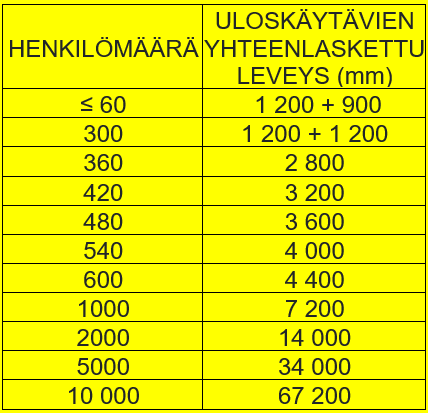 HENKILÖMÄÄRÄ
ULOSKÄYTÄVIEN
YHTEENLASKETTU
LEVEYS (mm)
≤ 60 1 200 + 900
300 1 200 + 1 200
360 2 800
420 3 200
480 3 600
540 4 000
600 4 400
1000 7 200
2000 14 000
5000 34 000
10 000 67 200